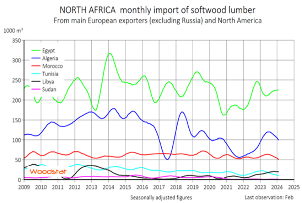 NORTH AFRICA monthly import of softwood lumber
From main European exporters (excluding Russia) and North America
1000 m³
350
300
250
200
150
100
50
0
Egypt
Algeria
Morocco
Tunisia
Libya
Sudan
Woodstat
2009 2010 2011 2012 2013 2014 2015 2016 2017 2018 2019 2020 2021 2022 2023 2024 2025
Seasonally adjusted figures
Last observation: Feb